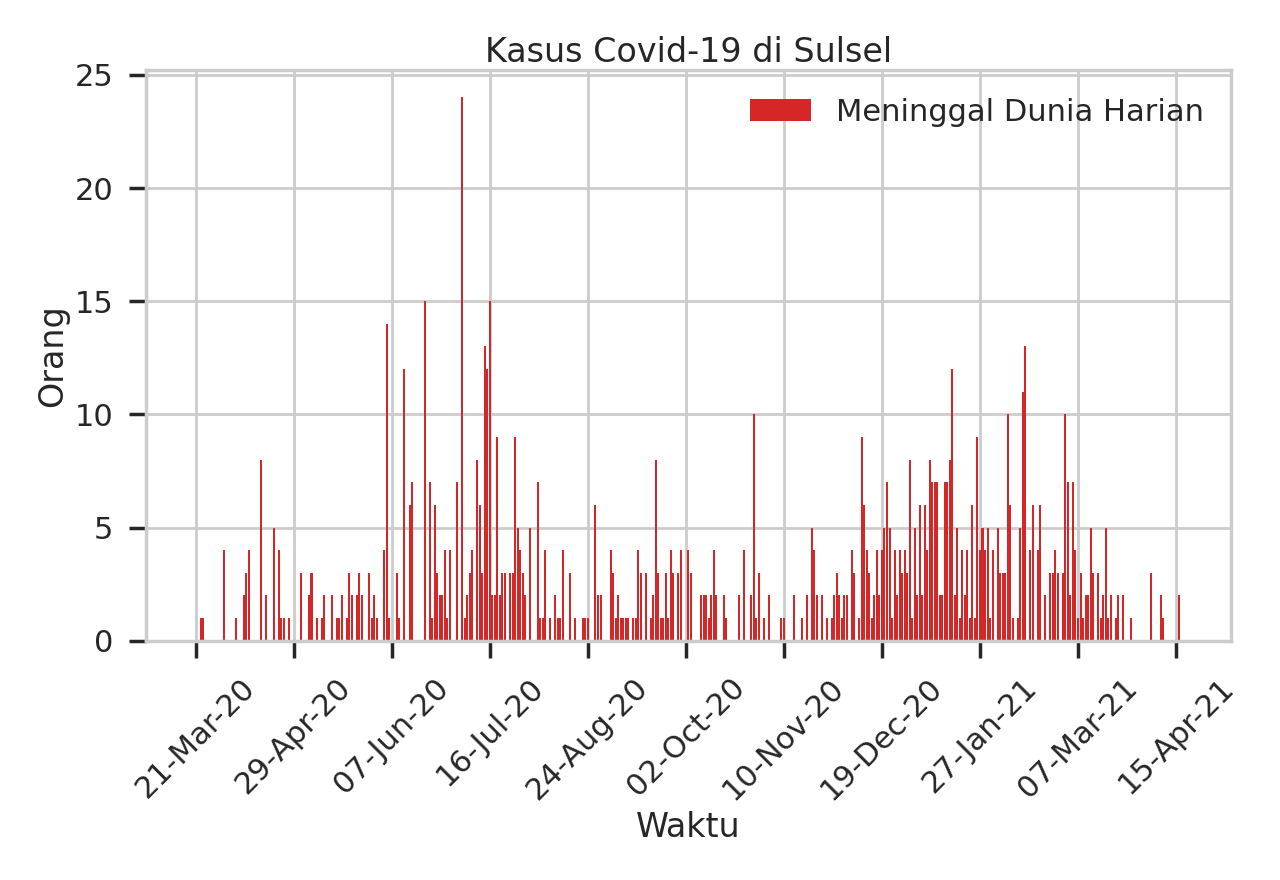 Kasus Covid-19 di Sulsel
Meninggal Dunia Harian
Orang
25
20
15
10
5
0
21-Mar-20
29-Apr-20
07-Jun-20
16-Jul-20
24-Aug-20
02-Oct-20
10-Nov-20
19-Dec-20
27-Jan-21
07-Mar-21
15-Apr-21
Waktu